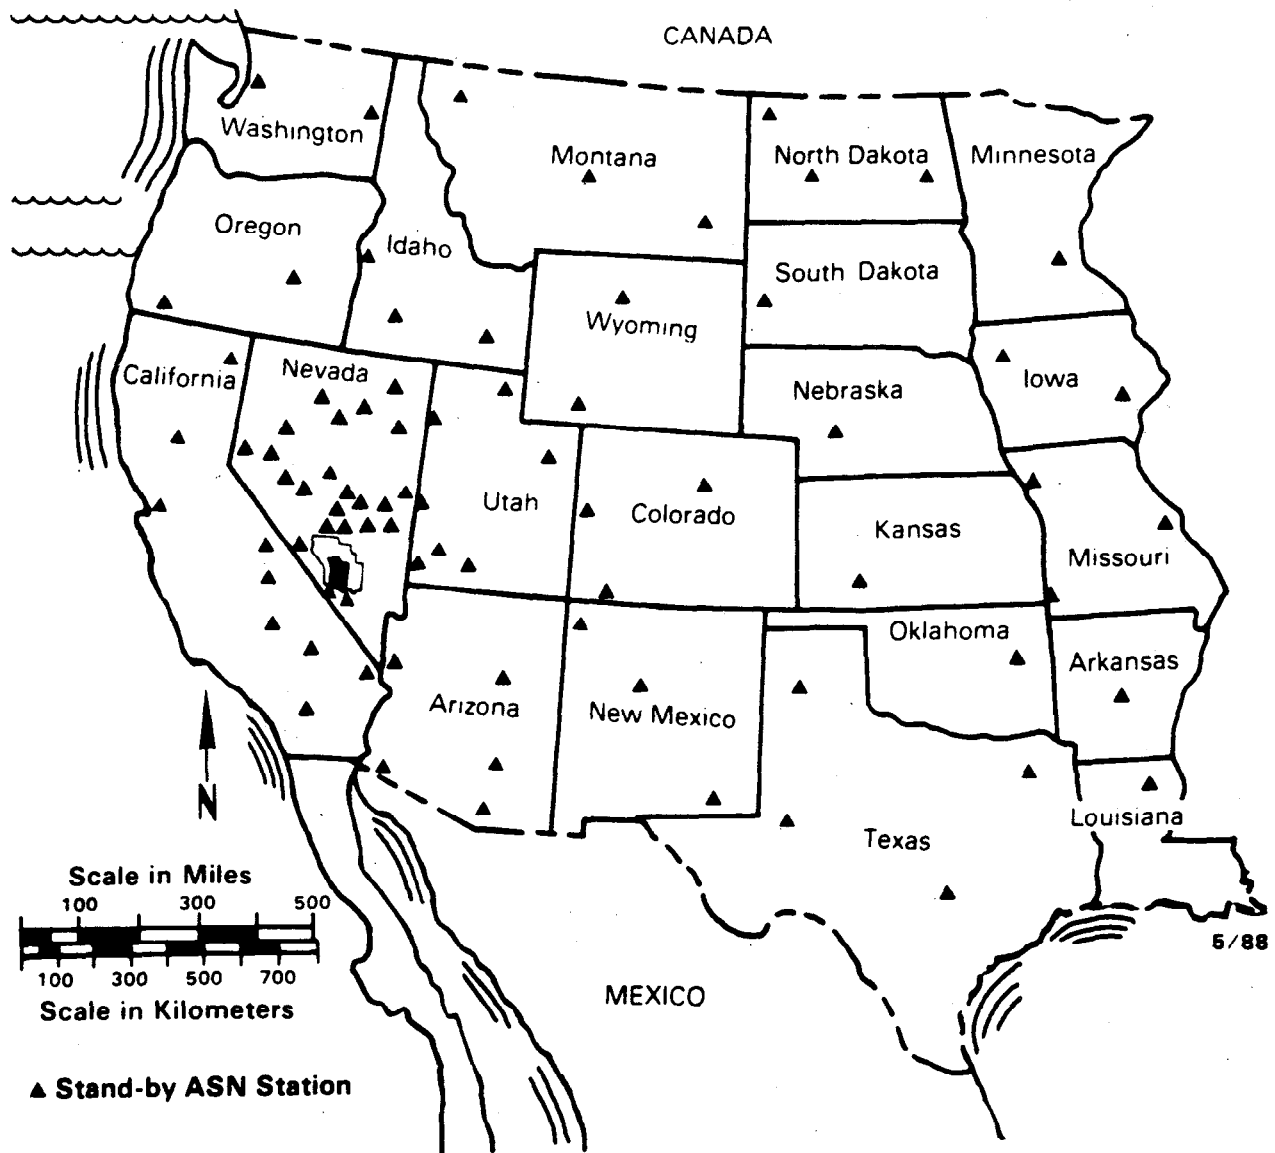 CANADA
Washington
Montana
North Dakota
Minnesota
Oregon
Idaho
South Dakota
Wyoming
California
Nevada
Nebraska
Iowa
Utah
Colorado
Kansas
Missouri
Oklahoma
Arkansas
Arizona
New Mexico
N
Texas
Louisiana
Scale in Miles
100 300 500
5/88
100 300 500 700
Scale in Kilometers
MEXICO
▲ Stand-by ASN Station